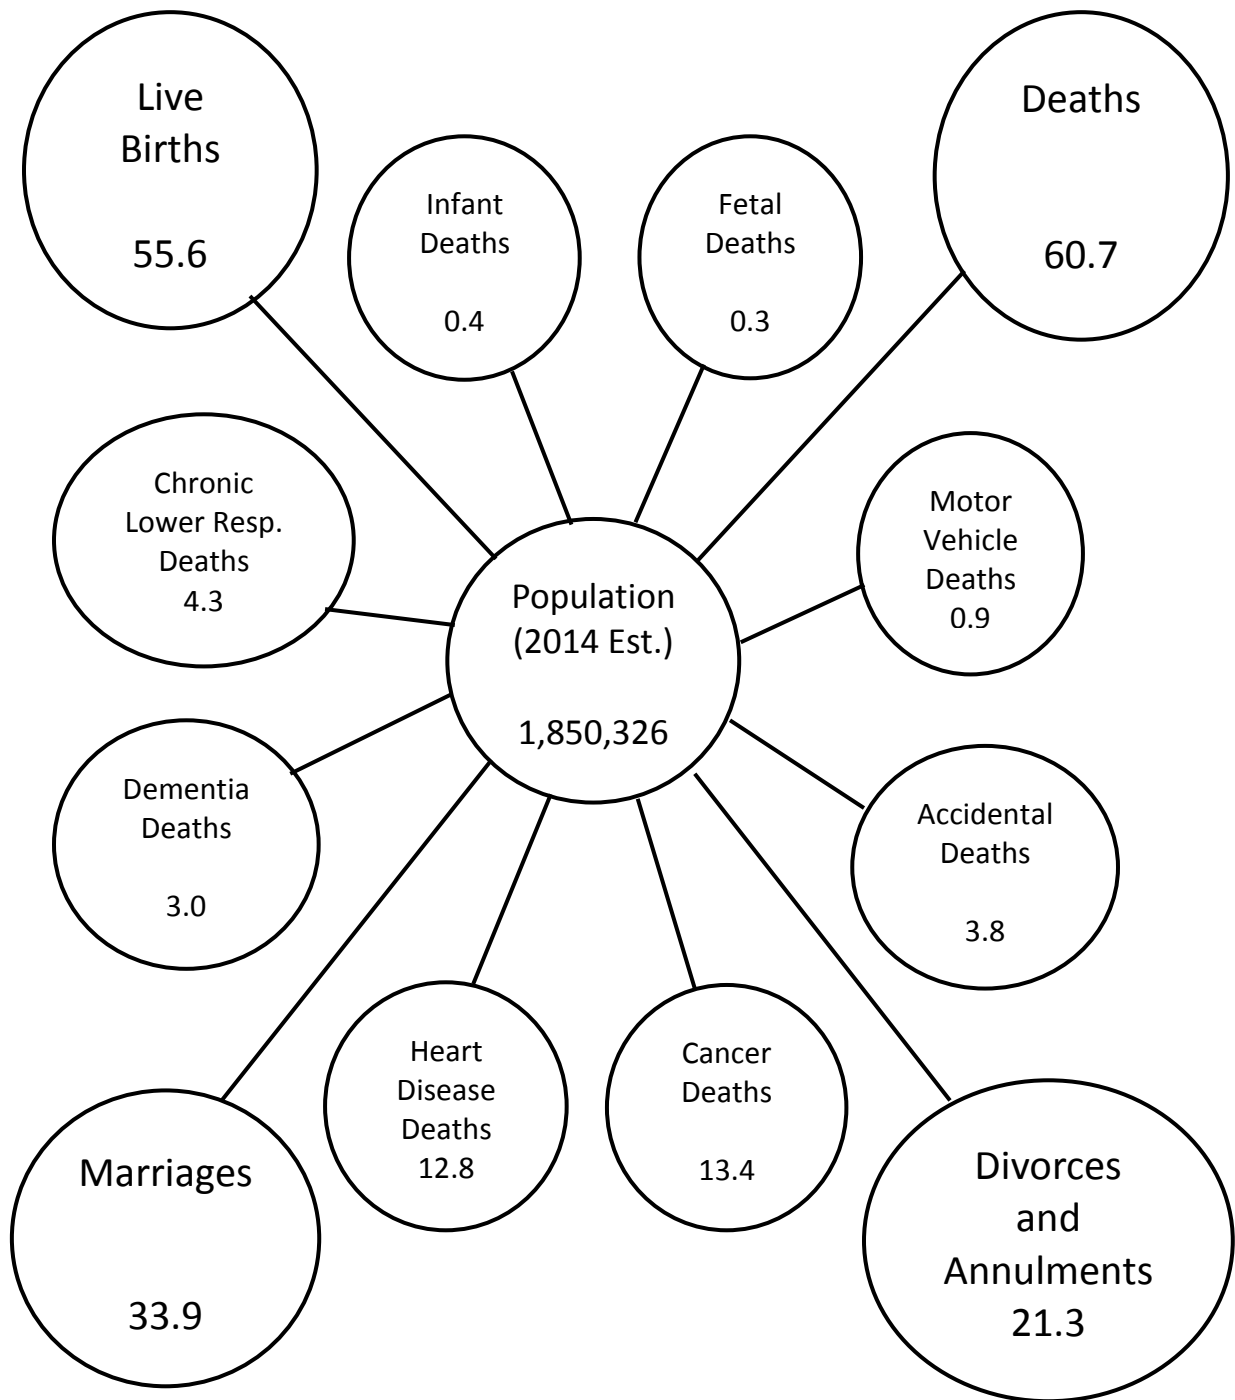 Live
Births
55.6
Deaths
60.7
Infant
Deaths
0.4
Fetal
Deaths
0.3
Chronic
Lower Resp.
Deaths
4.3
Motor
Vehicle
Deaths
0.9
Population
(2014 Est.)
1,850,326
Dementia
Deaths
3.0
Accidental
Deaths
3.8
Heart
Disease
Deaths
12.8
Cancer
Deaths
13.4
Marriages
33.9
Divorces
and
Annulments
21.3